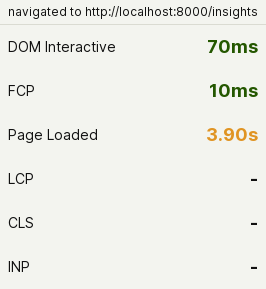 navigated to http://localhost:8000/insights
DOM Interactive 70ms
FCP 10ms
Page Loaded 3.90s
LCP -
CLS -
INP -